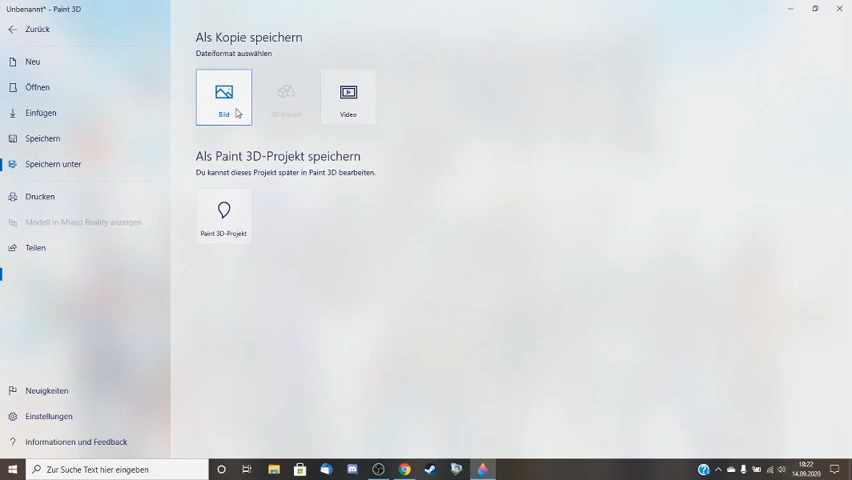 Unbenannt* - Paint 3D
Zurück
Neu
Öffnen
Einfügen
Speichern
Speichern unter
Drucken
Modell in Mixed Reality anzeigen
Teilen
Neuigkeiten
Einstellungen
Informationen und Feedback
Als Kopie speichern
Dateiformat auswählen
Bild
3D-Modell
Video
Als Paint 3D-Projekt speichern
Du kannst dieses Projekt später in Paint 3D bearbeiten.
Paint 3D-Projekt
Zur Suche Text hier eingeben
18:22
14.09.2020